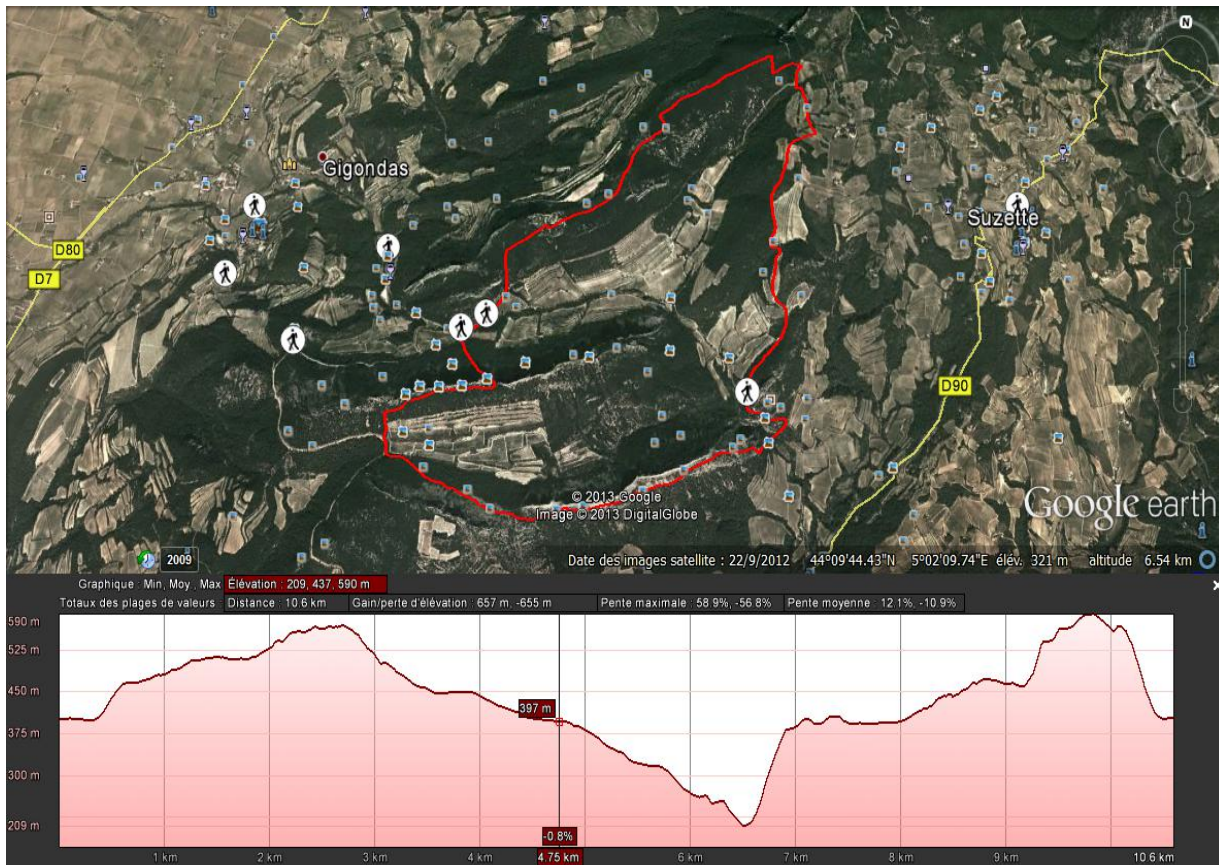 N
Gigondas
Suzette
D80
D7
D90
© 2013 Google
Image © 2013 DigitalGlobe
Google earth
2009
Date des images satellite : 22/9/2012 44°09'44.43"N 5°02'09.74"E élév. 321 m altitude 6.54 km
Graphique : Min, Moy , Max Élévation : 209, 437, 590 m
Totaux des plages de valeurs Distance : 10.6 km Gain/perte d'élévation : 657 m, -655 m Pente maximale : 58.9%, -56.8% Pente moyenne : 12.1%, -10.9%
590 m
525 m
450 m
397 m
375 m
300 m
209 m
-0.8%
1 km 2 km 3 km 4 km 4.75 km 6 km 7 km 8 km 9 km 10 6 km